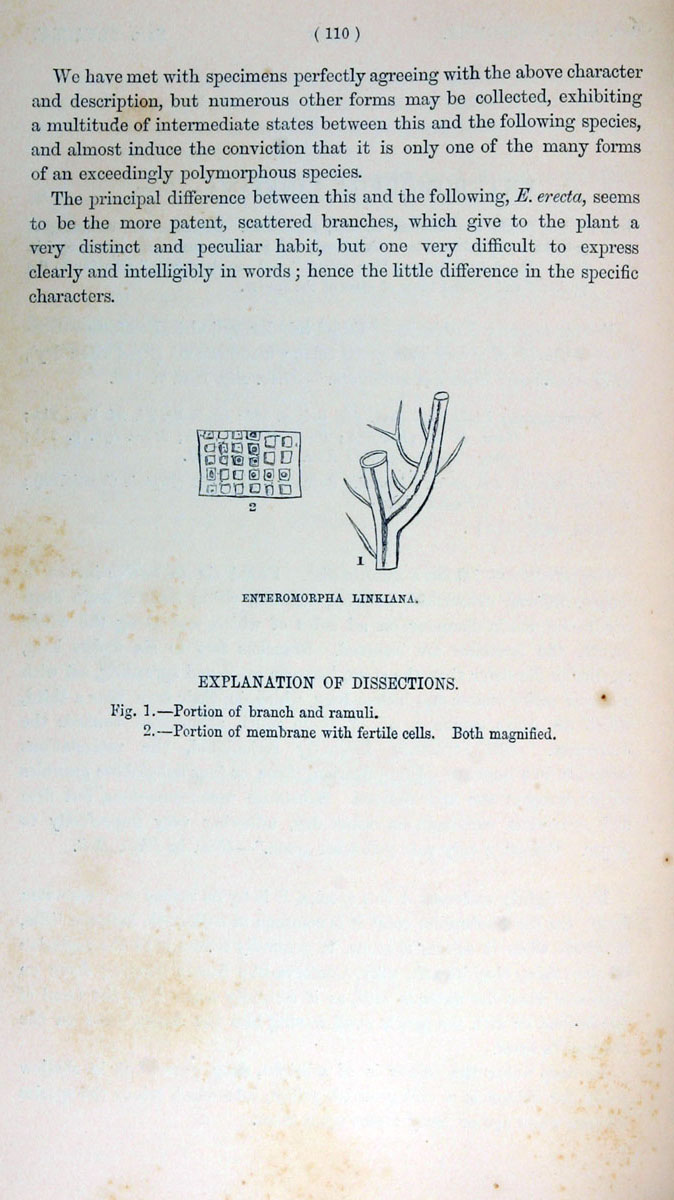 ( 110 )
We have met with specimens perfectly agreeing with the above character
and description, but numerous other forms may be collected, exhibiting
a multitude of intermediate states between this and the following species,
and almost induce the conviction that it is only one of the many forms
of an exceedingly polymorphous species.
The principal difference between this and the following, E. erecta, seems
to be the more patent, scattered branches, which give to the plant a
very distinct and peculiar habit, but one very difficult to express
clearly and intelligibly in words ; hence the little difference in the specific
characters.
2
1
ENTEROMORPHA LINKIANA.
EXPLANATION OF DISSECTIONS.
Fig. 1.—Portion of branch and ramuli.
2.—Portion of membrane with fertile cells. Both magnified.